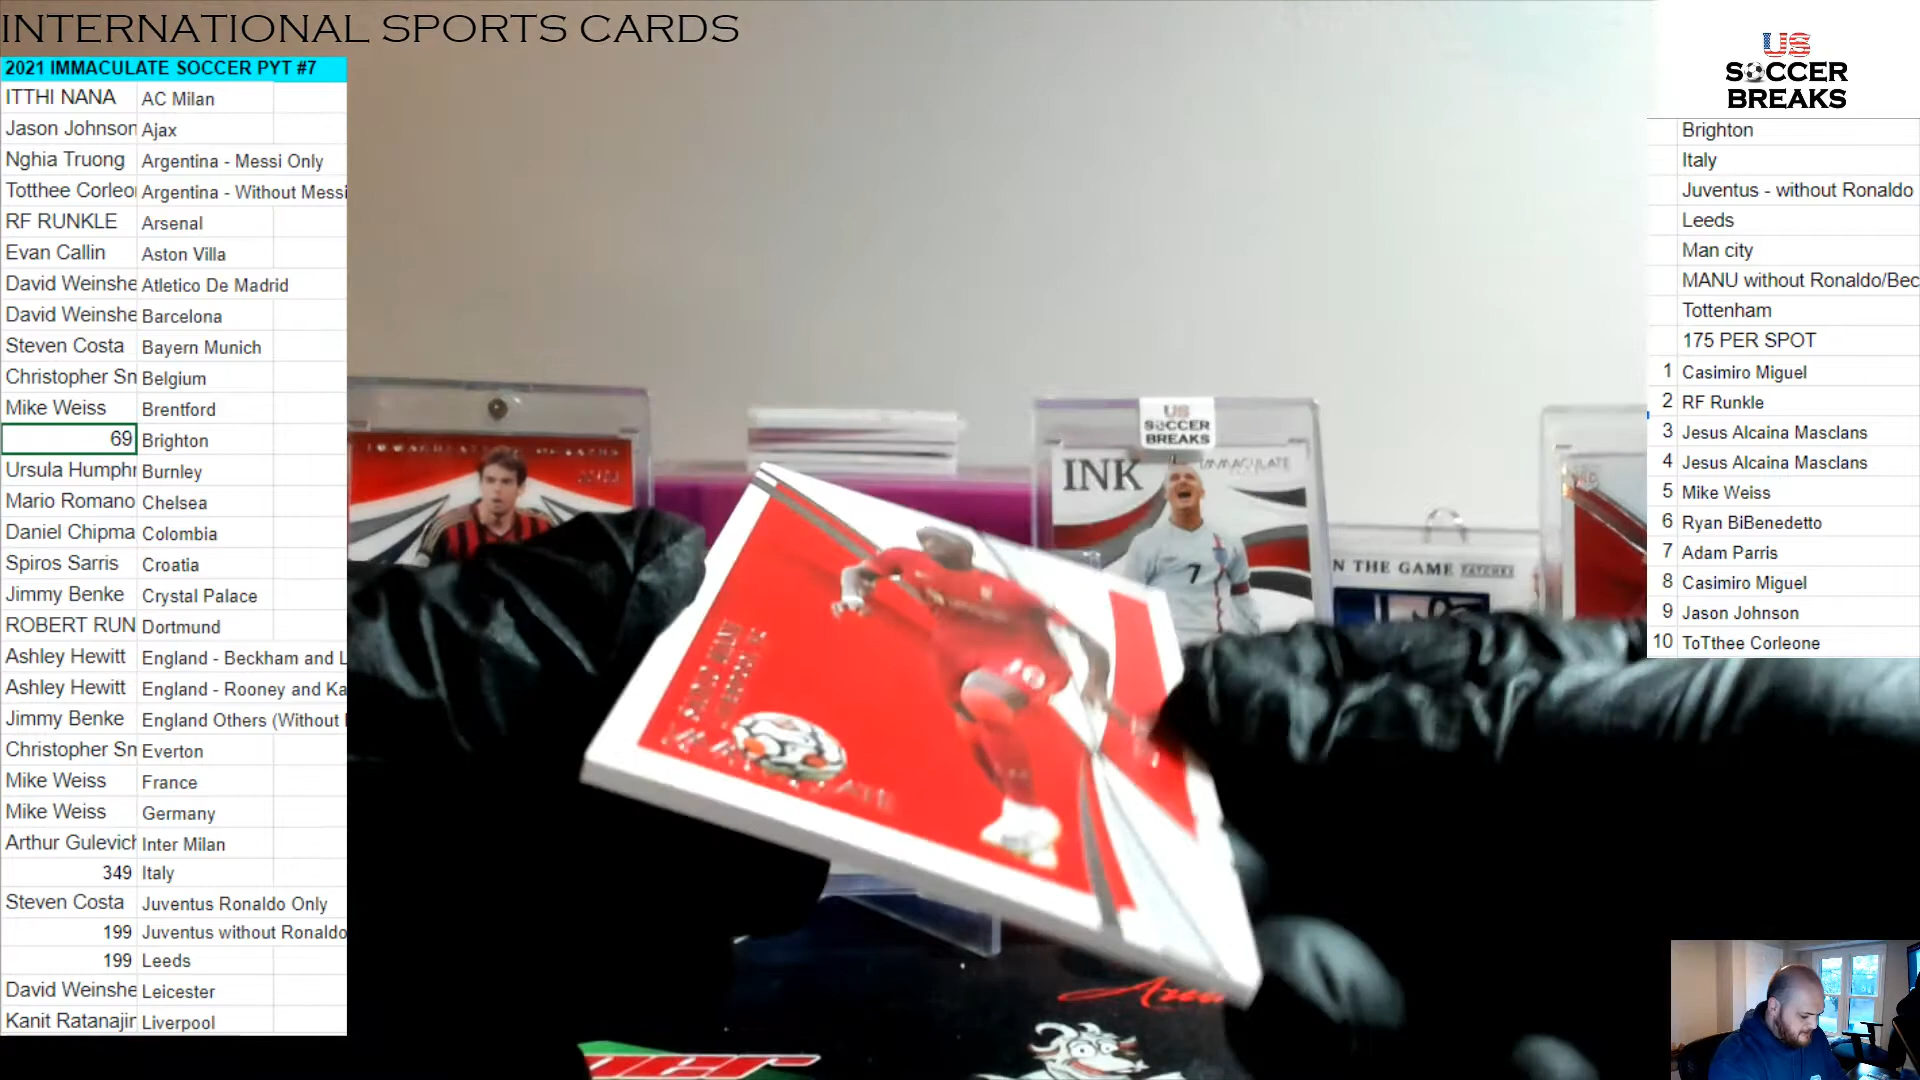 INTERNATIONAL SPORTS CARDS
2021 IMMACULATE SOCCER PYT #7
ITTHI NANA AC Milan
Jason Johnson Ajax
Nghia Truong Argentina - Messi Only
Totthee Corleo Argentina - Without Messi
RF RUNKLE Arsenal
Evan Callin Aston Villa
David Weinshe Atletico De Madrid
David Weinshe Barcelona
Steven Costa Bayern Munich
Christopher Sn Belgium
Mike Weiss Brentford
69 Brighton
Ursula Humphr Burnley
Mario Romano Chelsea
Daniel Chipma Colombia
Spiros Sarris Croatia
Jimmy Benke Crystal Palace
ROBERT RUN Dortmund
Ashley Hewitt England - Beckham and L
Ashley Hewitt England - Rooney and Ka
Jimmy Benke England Others (Without
Christopher Sn Everton
Mike Weiss France
Mike Weiss Germany
Arthur Gulevich Inter Milan
349 Italy
Steven Costa Juventus Ronaldo Only
199 Juventus without Ronaldo
199 Leeds
David Weinshe Leicester
Kanit Ratanajir Liverpool
US
SOCCER
BREAKS
INK IMMACULATE
7
N THE GAME PATCHES
US
SOCCER
BREAKS
Brighton
Italy
Juventus - without Ronaldo
Leeds
Man city
MANU without Ronaldo/Bec
Tottenham
175 PER SPOT
1 Casimiro Miguel
2 RF Runkle
3 Jesus Alcaina Masclans
4 Jesus Alcaina Masclans
5 Mike Weiss
6 Ryan BiBenedetto
7 Adam Parris
8 Casimiro Miguel
9 Jason Johnson
10 ToTthee Corleone